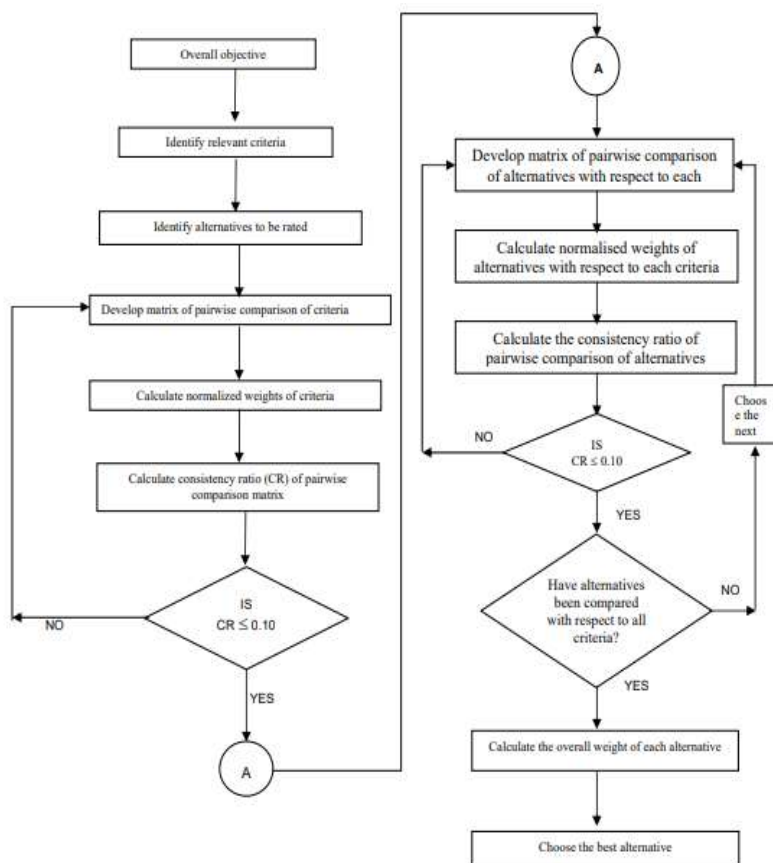 Overall objective
Identify relevant criteria
Identify alternatives to be rated
Develop matrix of pairwise comparison of criteria
Calculate normalized weights of criteria
Calculate consistency ratio (CR) of pairwise
comparison matrix
IS
CR ≤ 0.10
NO
YES
A
A
Develop matrix of pairwise comparison
of alternatives with respect to each
Calculate normalised weights of
alternatives with respect to each criteria
Calculate the consistency ratio of
pairwise comparison of alternatives
Choos
e the
next
NO
IS
CR ≤ 0.10
YES
Have alternatives
been compared
with respect to all
criteria?
NO
YES
Calculate the overall weight of each alternative
Choose the best alternative